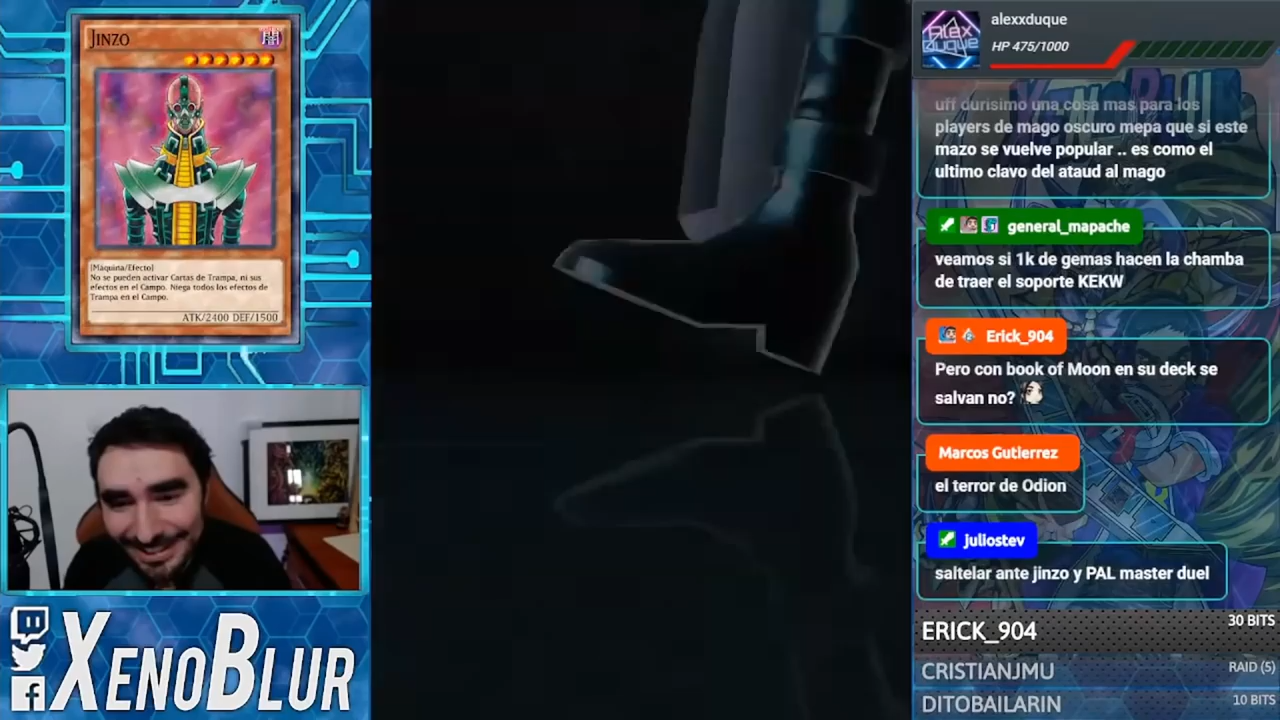 JINZO
[Máquina/Efecto]
No se pueden activar Cartas de Trampa, ni sus
efectos en el Campo. Niega todos los efectos de
Trampa en el Campo.
ATK/2400 DEF/1500
XENOBLUR
Alex
Duque
alexxduque
HP 475/1000
XENOBLUR
uff durisimo una cosa mas para los
players de mago oscuro mepa que si este
mazo se vuelve popular .. es como el
ultimo clavo del ataud al mago
general_mapache
veamos si 1k de gemas hacen la chamba
de traer el soporte KEKW
Erick_904
Pero con book of Moon en su deck se
salvan no?
Marcos Gutierrez
el terror de Odion
juliostev
saltelar ante jinzo y PAL master duel
ERICK_904
30 BITS
CRISTIANJMU
RAID (5)
DITOBAILARIN
10 BITS